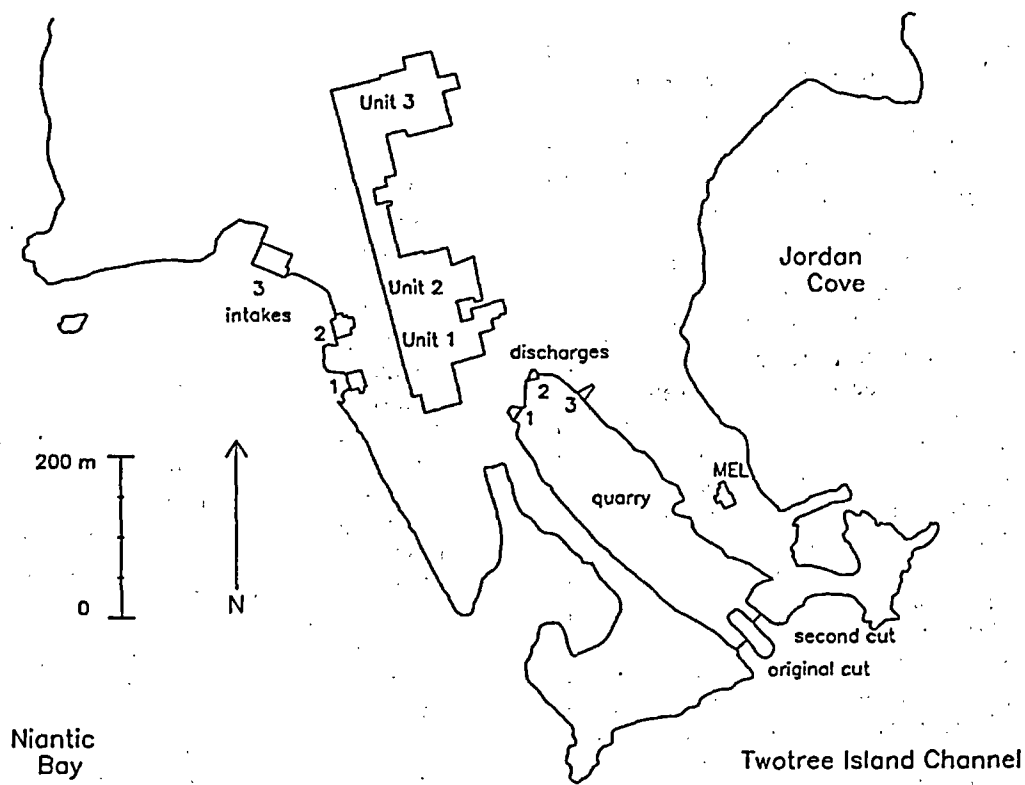 Unit 3
Jordan
Cove
3
intakes
Unit 2
2
Unit 1
discharges
1
2
3
1
200 m
MEL
quarry
0
N
second cut
original cut
Niantic
Bay
Twotree Island Channel